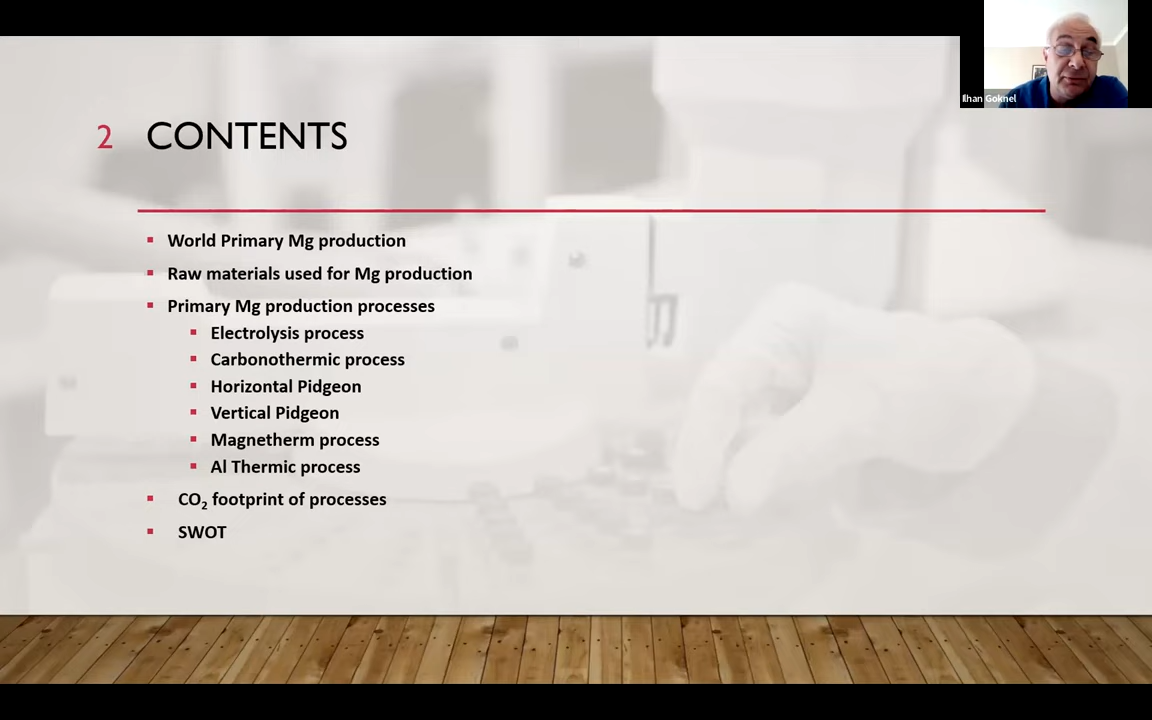 Ilhan Goknel
2 CONTENTS
World Primary Mg production
Raw materials used for Mg production
Primary Mg production processes
Electrolysis process
Carbonothermic process
Horizontal Pidgeon
Vertical Pidgeon
Magnetherm process
Al Thermic process
CO₂ footprint of processes
SWOT